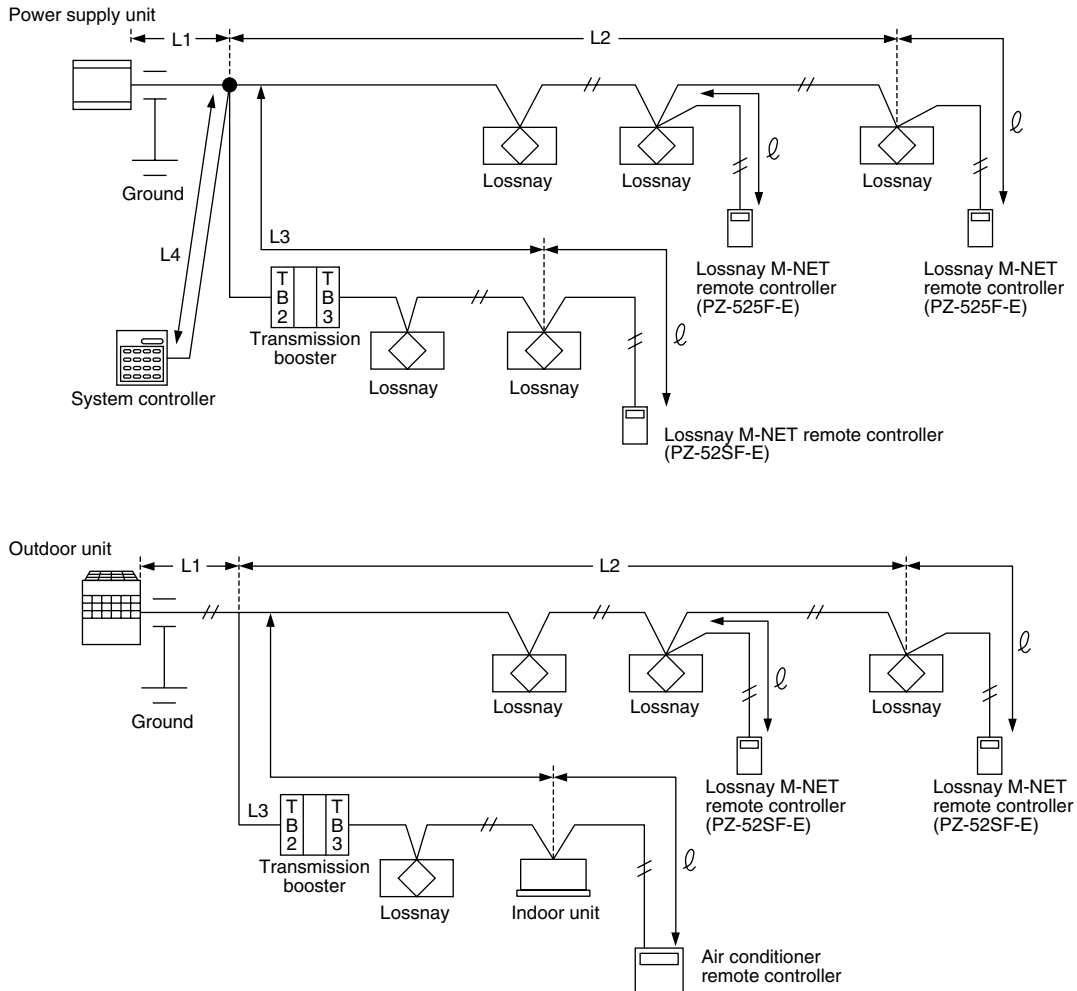 Power supply unit
L1
L2
Ground
Lossnay
Lossnay
Lossnay
ℓ
ℓ
L4
L3
Lossnay M-NET
remote controller
(PZ-525F-E)
Lossnay M-NET
remote controller
(PZ-525F-E)
T
B
2
T
B
3
Transmission
booster
ℓ
Lossnay
Lossnay
System controller
Lossnay M-NET remote controller
(PZ-52SF-E)
Outdoor unit
L1
L2
Ground
Lossnay
Lossnay
Lossnay
ℓ
ℓ
Lossnay M-NET
remote controller
(PZ-52SF-E)
Lossnay M-NET
remote controller
(PZ-52SF-E)
L3
T
B
2
T
B
3
Transmission
booster
ℓ
Lossnay
Indoor unit
Air conditioner
remote controller